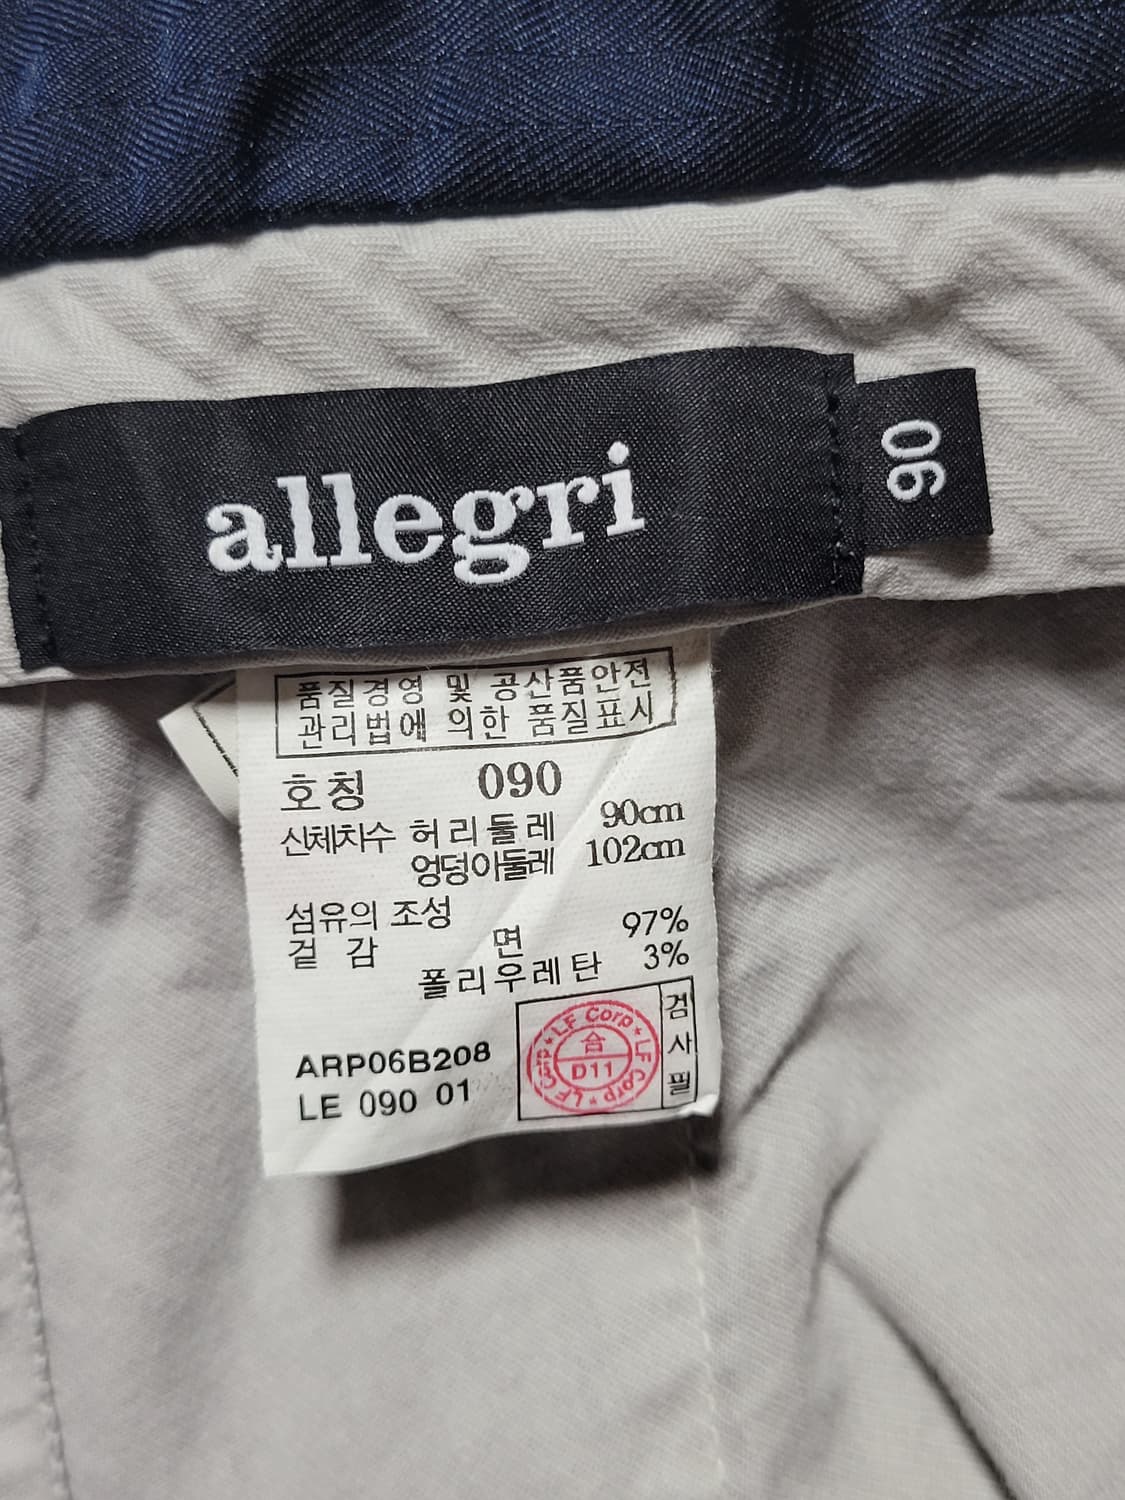 allegri
90
품질경영 및 공산품안전
관리법에 의한 품질표시
호칭 090
신체치수 허리둘레 90cm
엉덩이둘레 102cm
섬유의 조성
겉감 면 97%
폴리우레탄 3%
ARP06B208
LE 090 01
LF Corp ★ LF Corp ★ LF Corp ★
合
D11
검사필